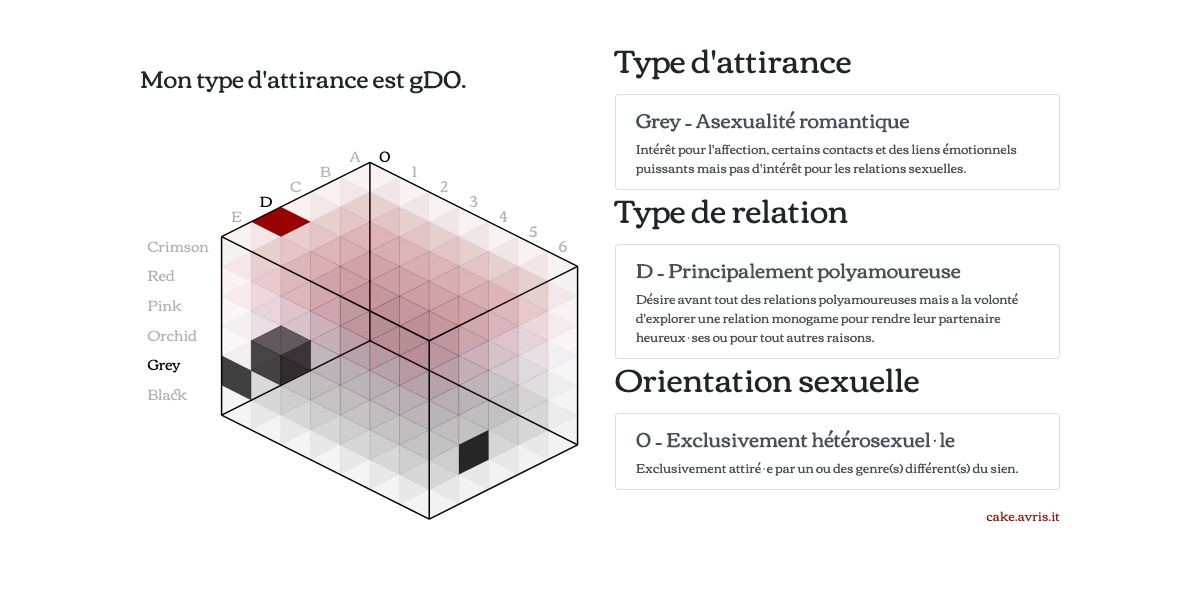 Mon type d'attirance est gD0.
A
0
B
1
C
2
D
3
E
4
5
6
Crimson
Red
Pink
Orchid
Grey
Black
Type d'attirance
Grey - Asexualité romantique
Intérêt pour l'affection, certains contacts et des liens émotionnels
puissants mais pas d'intérêt pour les relations sexuelles.
Type de relation
D - Principalement polyamoureuse
Désire avant tout des relations polyamoureuses mais a la volonté
d'explorer une relation monogame pour rendre leur partenaire
heureux·ses ou pour tout autres raisons.
Orientation sexuelle
0 - Exclusivement hétérosexuel·le
Exclusivement attiré·e par un ou des genre(s) différent(s) du sien.
cake.avris.it